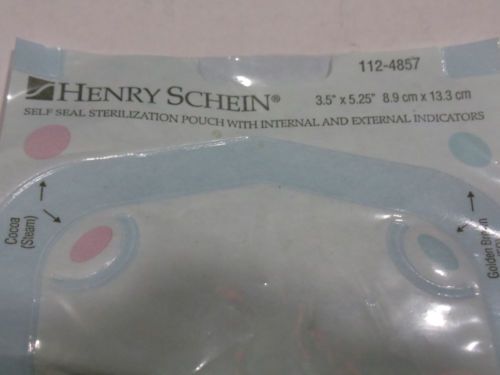 112-4857
HENRY SCHEIN®
3.5" x 5.25" 8.9 cm x 13.3 cm
SELF SEAL STERILIZATION POUCH WITH INTERNAL AND EXTERNAL INDICATORS
Cocoa
(Steam)
Golden